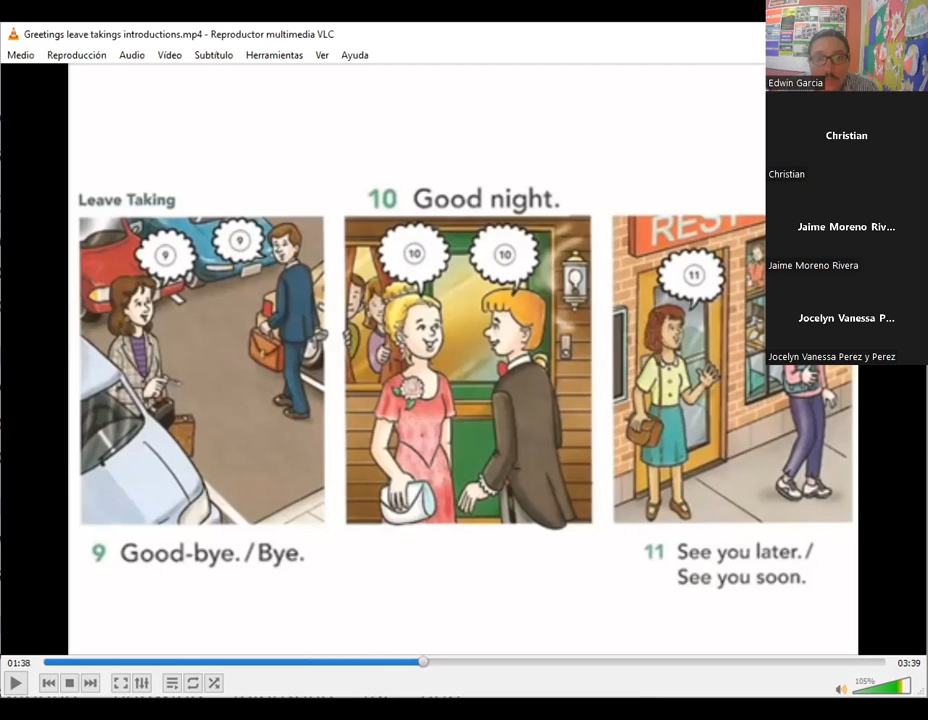 Greetings leave takings introductions.mp4 - Reproductor multimedia VLC
Medio Reproducción Audio Vídeo Subtítulo Herramientas Ver Ayuda
Edwin Garcia
Christian
Christian
Jaime Moreno Riv...
Jaime Moreno Rivera
Jocelyn Vanessa P...
Jocelyn Vanessa Perez y Perez
Leave Taking
10 Good night.
REST
9
9
10
10
11
9 Good-bye. / Bye.
11 See you later. /
See you soon.
01:38
03:39
105%